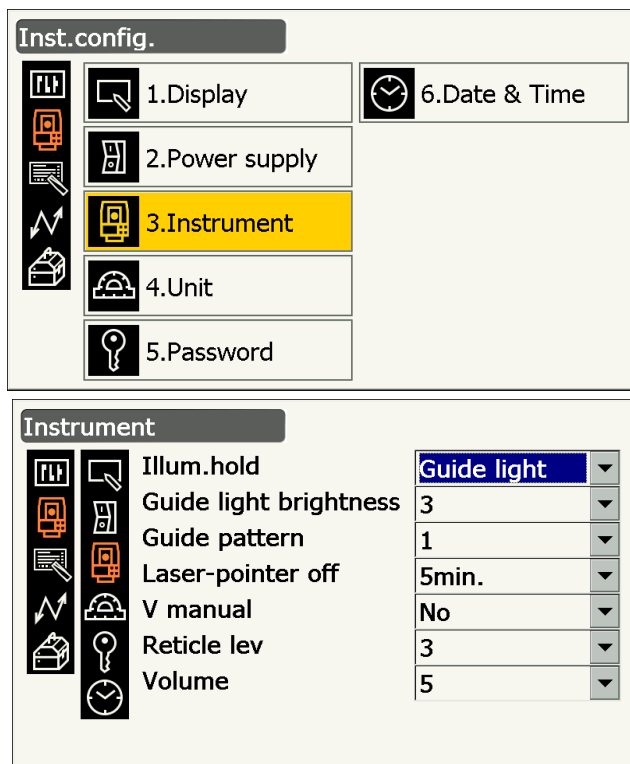 Inst.config.
1.Display
6.Date & Time
2.Power supply
3.Instrument
4.Unit
5.Password
Instrument
Illum.hold Guide light
Guide light brightness 3
Guide pattern 1
Laser-pointer off 5min.
V manual No
Reticle lev 3
Volume 5